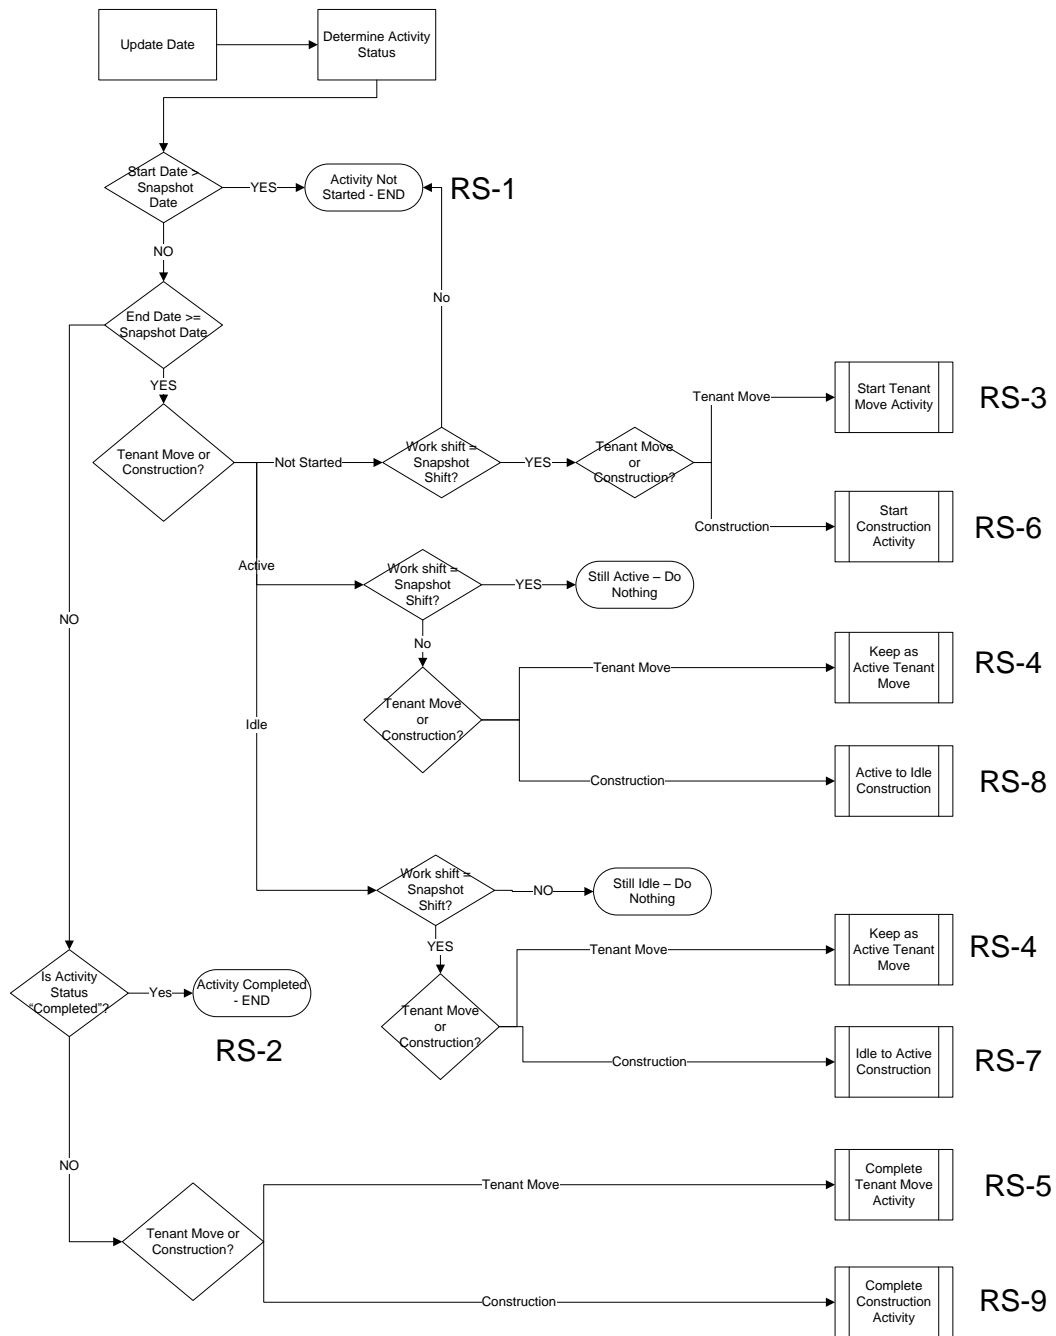 Update Date
Determine Activity
Status
Start Date >
Snapshot
Date
YES
Activity Not
Started - END
RS-1
NO
No
End Date >=
Snapshot Date
YES
Tenant Move or
Construction?
Not Started
Work shift =
Snapshot
Shift?
YES
Tenant Move
or
Construction?
Tenant Move
Start Tenant
Move Activity
RS-3
Construction
Start
Construction
Activity
RS-6
Active
Work shift =
Snapshot
Shift?
YES
Still Active – Do
Nothing
NO
No
Tenant Move
or
Construction?
Tenant Move
Keep as
Active Tenant
Move
RS-4
Idle
Construction
Active to Idle
Construction
RS-8
Work shift =
Snapshot
Shift?
NO
Still Idle – Do
Nothing
YES
Tenant Move
or
Construction?
Tenant Move
Keep as
Active Tenant
Move
RS-4
Construction
Idle to Active
Construction
RS-7
Is Activity
Status
“Completed”?
Yes
Activity Completed
- END
RS-2
NO
Tenant Move or
Construction?
Tenant Move
Complete
Tenant Move
Activity
RS-5
Construction
Complete
Construction
Activity
RS-9